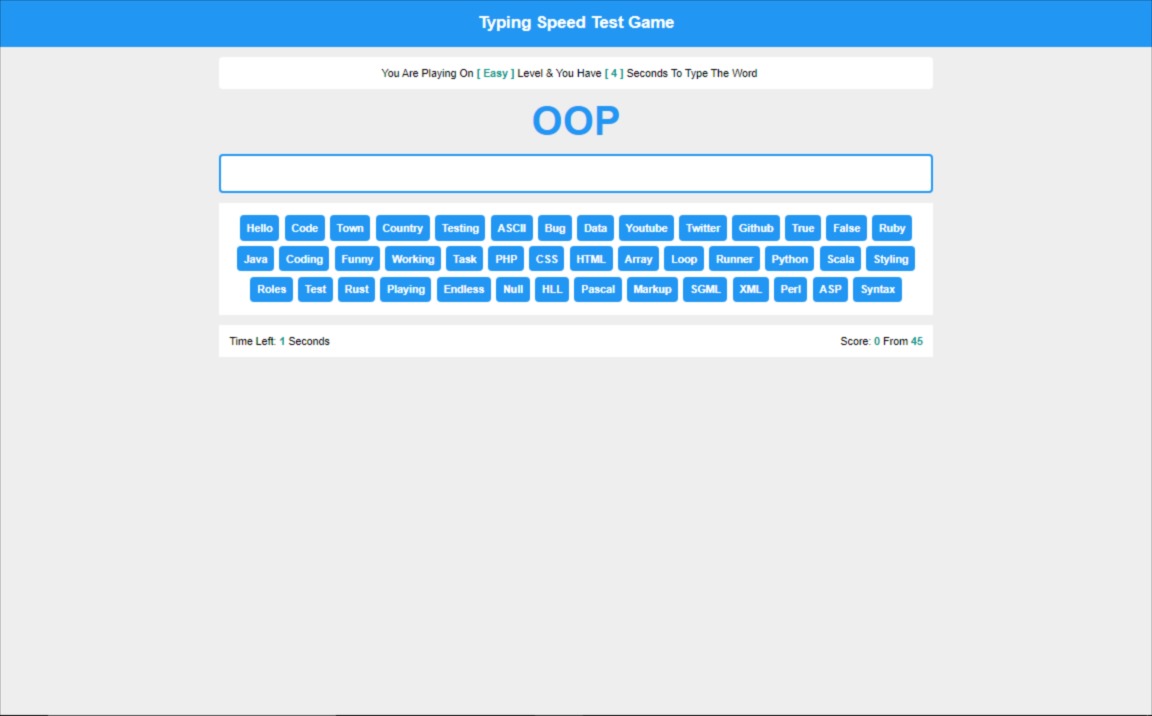 Typing Speed Test Game
You Are Playing On [ Easy ] Level & You Have [ 4 ] Seconds To Type The Word
OOP
Hello Code Town Country Testing ASCII Bug Data Youtube Twitter Github True False Ruby
Java Coding Funny Working Task PHP CSS HTML Array Loop Runner Python Scala Styling
Roles Test Rust Playing Endless Null HLL Pascal Markup SGML XML Perl ASP Syntax
Time Left: 1 Seconds Score: 0 From 45